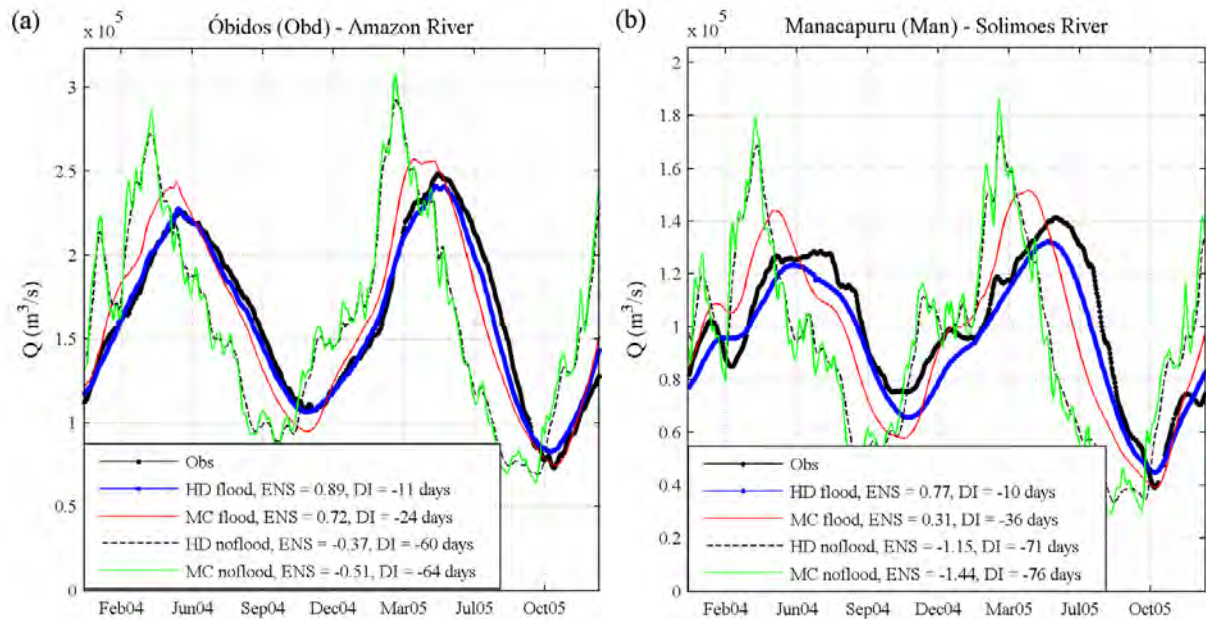 (a)
Óbidos (Obd) - Amazon River
x 10^5
Q (m^3/s)
3
2.5
2
1.5
1
0.5
0
Obs
HD flood, ENS = 0.89, DI = -11 days
MC flood, ENS = 0.72, DI = -24 days
HD noflood, ENS = -0.37, DI = -60 days
MC noflood, ENS = -0.51, DI = -64 days
Feb04 Jun04 Sep04 Dec04 Mar05 Jul05 Oct05
(b)
Manacapuru (Man) - Solimoes River
x 10^5
Q (m^3/s)
2
1.8
1.6
1.4
1.2
1
0.8
0.6
0.4
0.2
0
Obs
HD flood, ENS = 0.77, DI = -10 days
MC flood, ENS = 0.31, DI = -36 days
HD noflood, ENS = -1.15, DI = -71 days
MC noflood, ENS = -1.44, DI = -76 days
Feb04 Jun04 Sep04 Dec04 Mar05 Jul05 Oct05